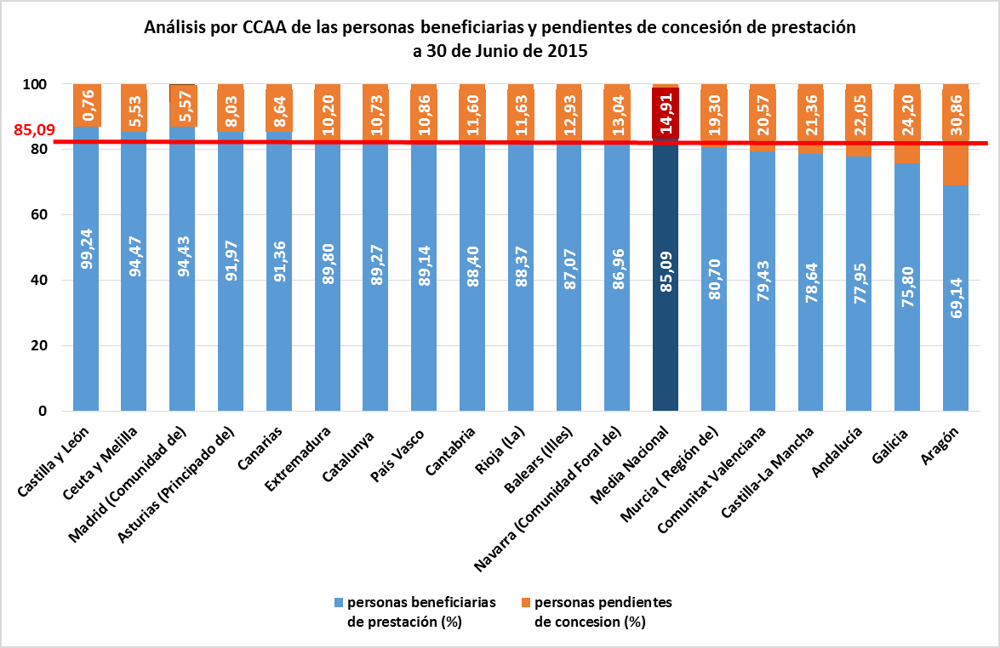 Análisis por CCAA de las personas beneficiarias y pendientes de concesión de prestación
a 30 de Junio de 2015
100
85,09
80
60
40
20
0
0,76
5,53
5,57
8,03
8,64
10,20
10,73
10,86
11,60
11,63
12,93
13,04
14,91
19,30
20,57
21,36
22,05
24,20
30,86
99,24
94,47
94,43
91,97
91,36
89,80
89,27
89,14
88,40
88,37
87,07
86,96
85,09
80,70
79,43
78,64
77,95
75,80
69,14
Castilla y León
Ceuta y Melilla
Madrid (Comunidad de)
Asturias (Principado de)
Canarias
Extremadura
Catalunya
País Vasco
Cantabria
Rioja (La)
Balears (Illes)
Navarra (Comunidad Foral de)
Media Nacional
Murcia ( Región de)
Comunitat Valenciana
Castilla-La Mancha
Andalucía
Galicia
Aragón
personas beneficiarias
de prestación (%)
personas pendientes
de concesion (%)